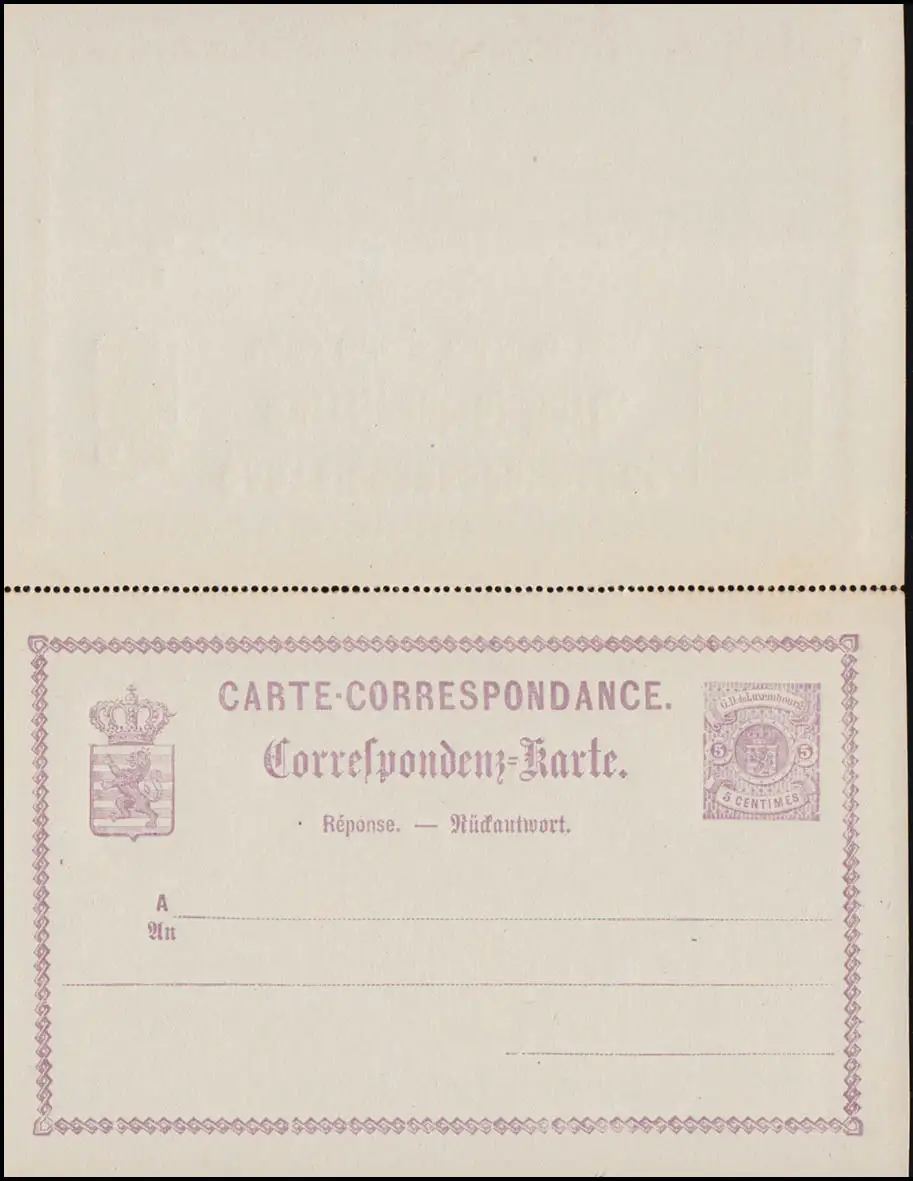 CARTE-CORRESPONDANCE.
Correſpondenz=Karte.
Réponse. — Rückantwort.
G.D. de Luxembourg
5 5
5 CENTIMES
A
An